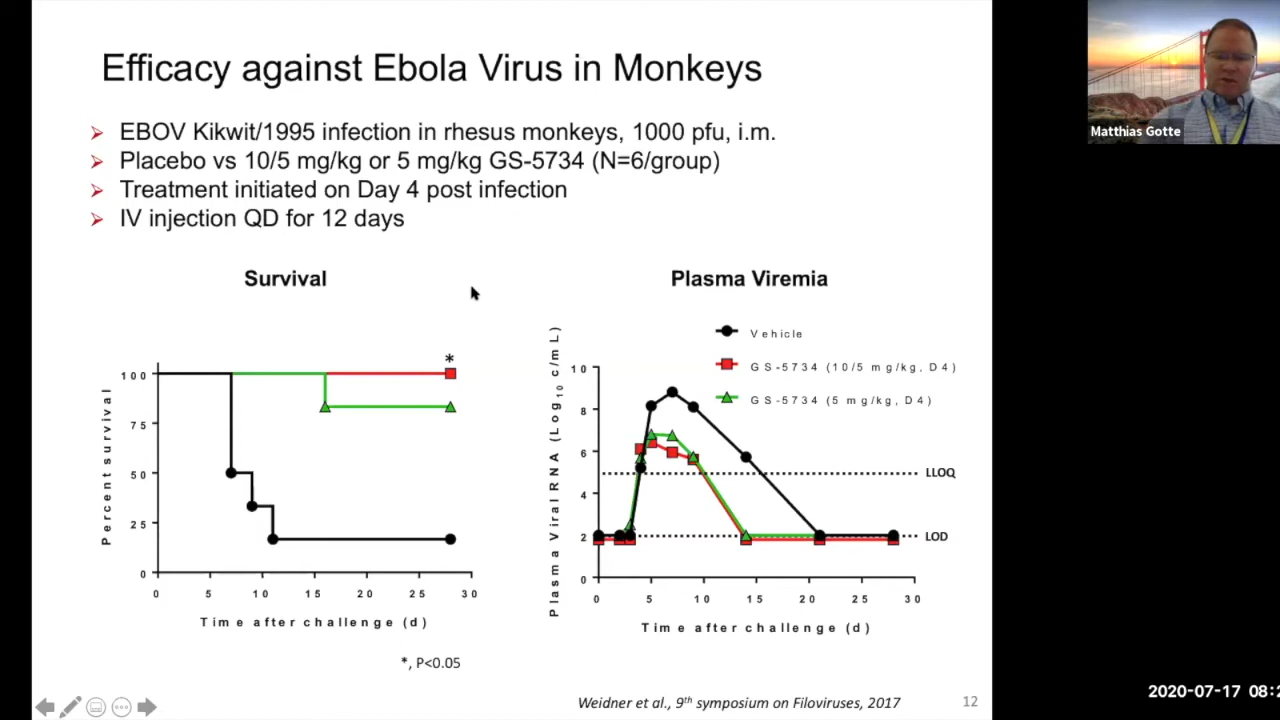 Efficacy against Ebola Virus in Monkeys
EBOV Kikwit/1995 infection in rhesus monkeys, 1000 pfu, i.m.
Placebo vs 10/5 mg/kg or 5 mg/kg GS-5734 (N=6/group)
Treatment initiated on Day 4 post infection
IV injection QD for 12 days
Matthias Gotte
Survival
*
Percent survival
100
75
50
25
0
0 5 10 15 20 25 30
Time after challenge (d)
*, P<0.05
Plasma Viremia
Vehicle
GS-5734 (10/5 mg/kg, D4)
GS-5734 (5 mg/kg, D4)
Plasma Viral RNA (Log10 c/mL)
10
8
6
4
2
0
LLOQ
LOD
0 5 10 15 20 25 30
Time after challenge (d)
Weidner et al., 9th symposium on Filoviruses, 2017
12
2020-07-17 08:2